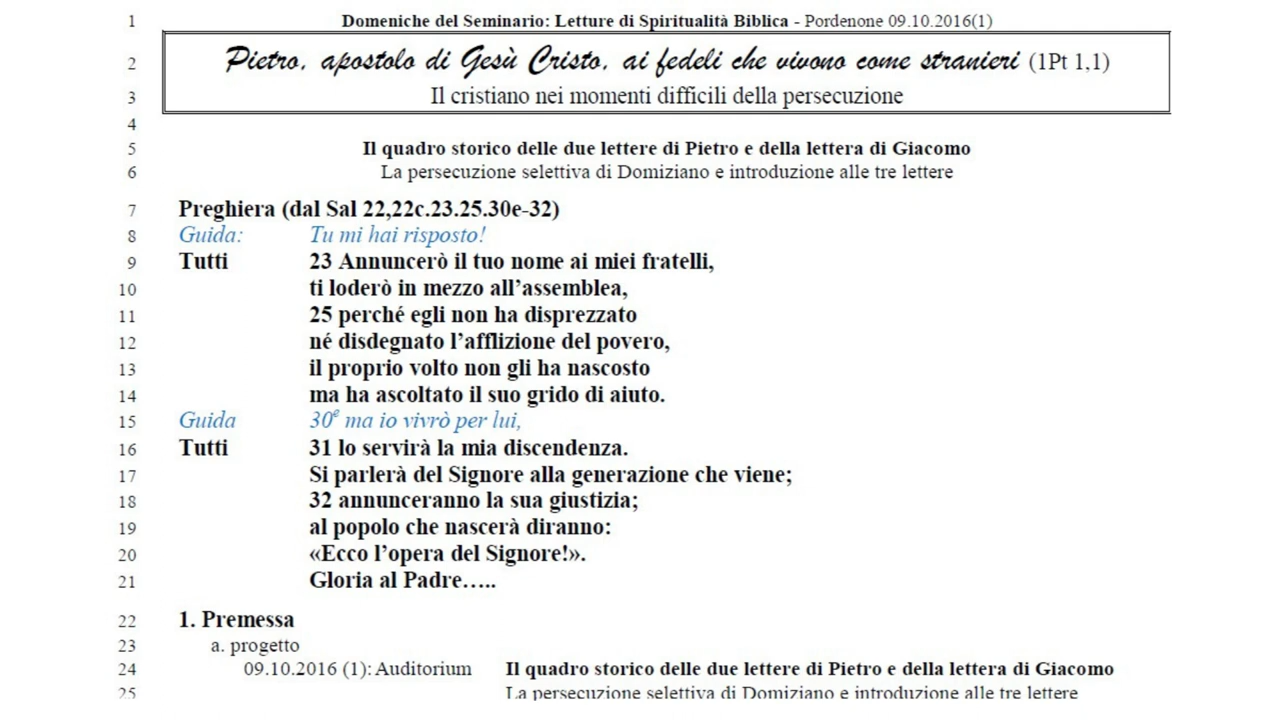 1 Domeniche del Seminario: Letture di Spiritualità Biblica - Pordenone 09.10.2016(1)
2 Pietro, apostolo di Gesù Cristo, ai fedeli che vivono come stranieri (1Pt 1,1)
3 Il cristiano nei momenti difficili della persecuzione
4
5 Il quadro storico delle due lettere di Pietro e della lettera di Giacomo
6 La persecuzione selettiva di Domiziano e introduzione alle tre lettere
7 Preghiera (dal Sal 22,22c.23.25.30e-32)
8 Guida: Tu mi hai risposto!
9 Tutti 23 Annuncerò il tuo nome ai miei fratelli,
10 ti loderò in mezzo all’assemblea,
11 25 perché egli non ha disprezzato
12 né disdegnato l’afflizione del povero,
13 il proprio volto non gli ha nascosto
14 ma ha ascoltato il suo grido di aiuto.
15 Guida 30e ma io vivrò per lui,
16 Tutti 31 lo servirà la mia discendenza.
17 Si parlerà del Signore alla generazione che viene;
18 32 annunceranno la sua giustizia;
19 al popolo che nascerà diranno:
20 «Ecco l’opera del Signore!».
21 Gloria al Padre…..
22 1. Premessa
23 a. progetto
24 09.10.2016 (1): Auditorium Il quadro storico delle due lettere di Pietro e della lettera di Giacomo
25 La persecuzione selettiva di Domiziano e introduzione alle tre lettere